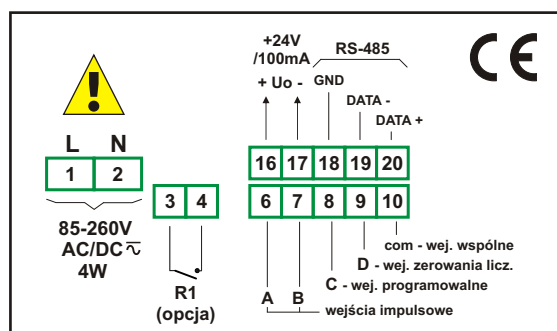 +24V
/100mA
RS-485
CE
+ Uo -
GND
DATA -
DATA +
L N
16 17 18 19 20
1 2
3 4
6 7 8 9 10
85-260V
AC/DC
4W
com - wej. wspólne
D - wej. zerowania licz.
C - wej. programowalne
R1
(opcja)
A B
wejścia impulsowe